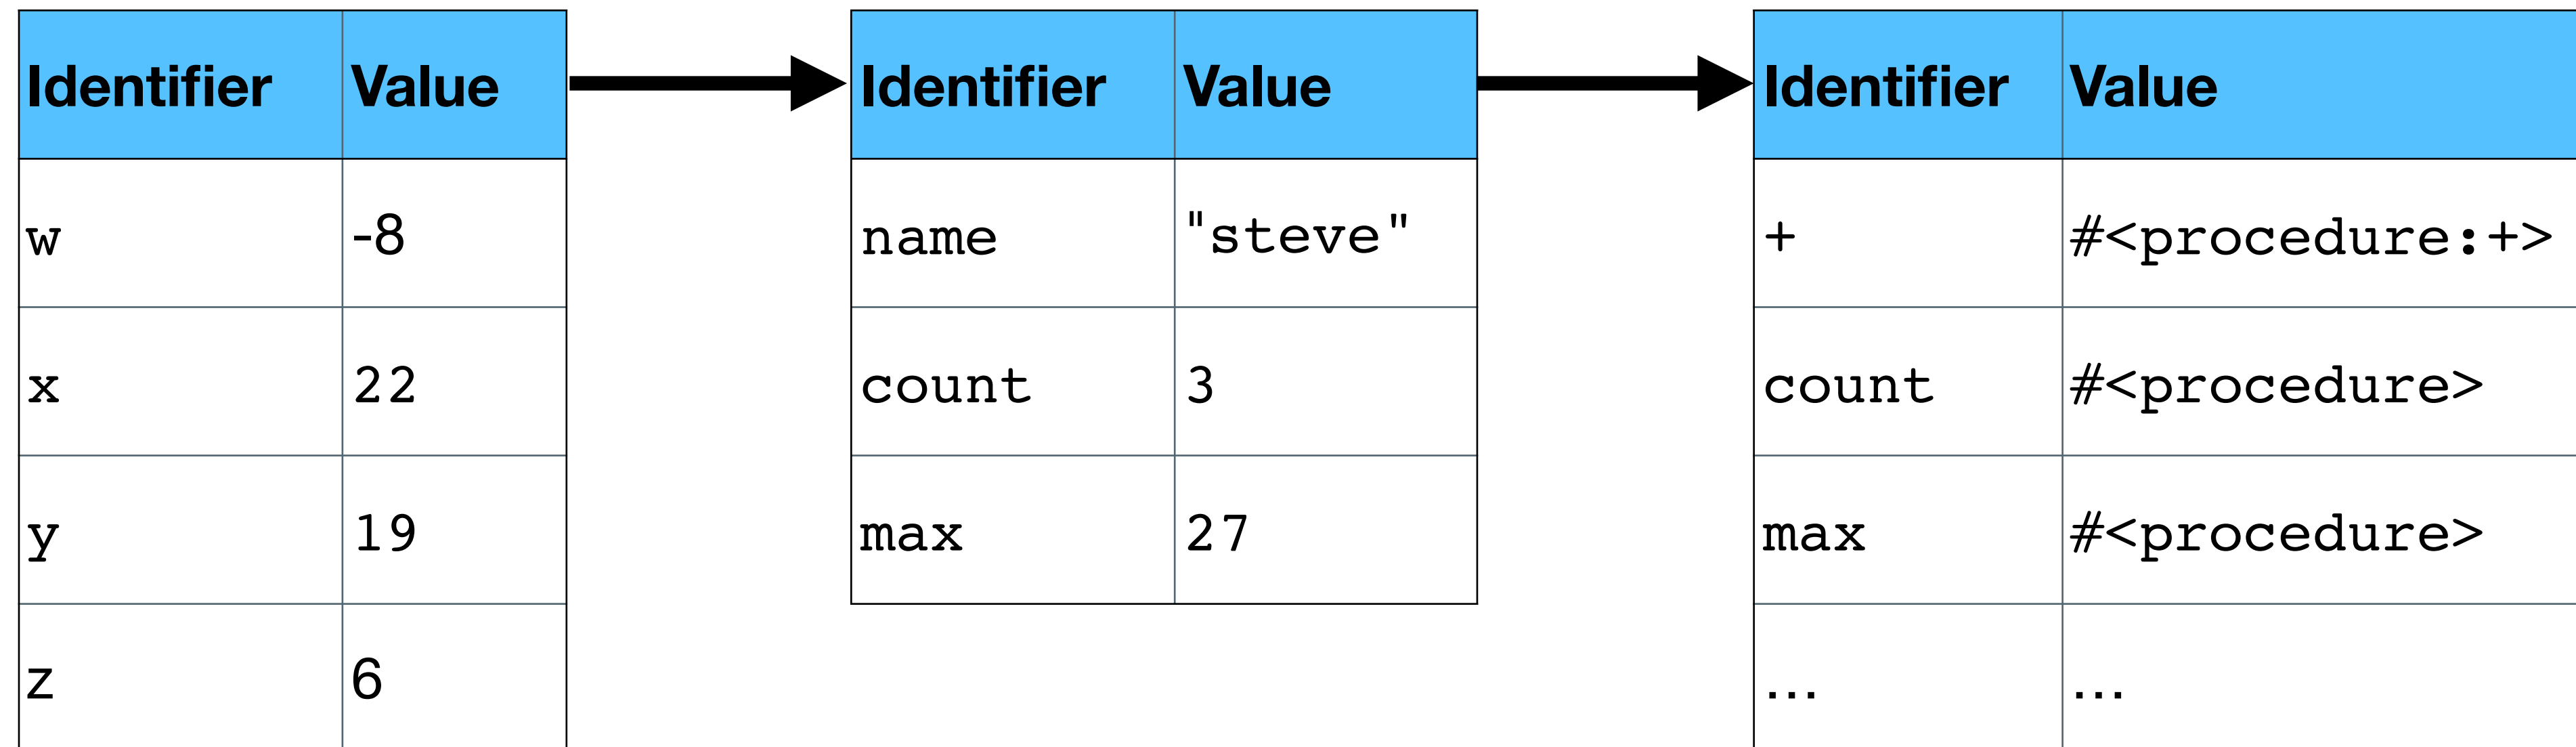 Identifier Value
w -8
x 22
y 19
z 6
Identifier Value
name "steve"
count 3
max 27
Identifier Value
+ #<procedure:+>
count #<procedure>
max #<procedure>
... ...